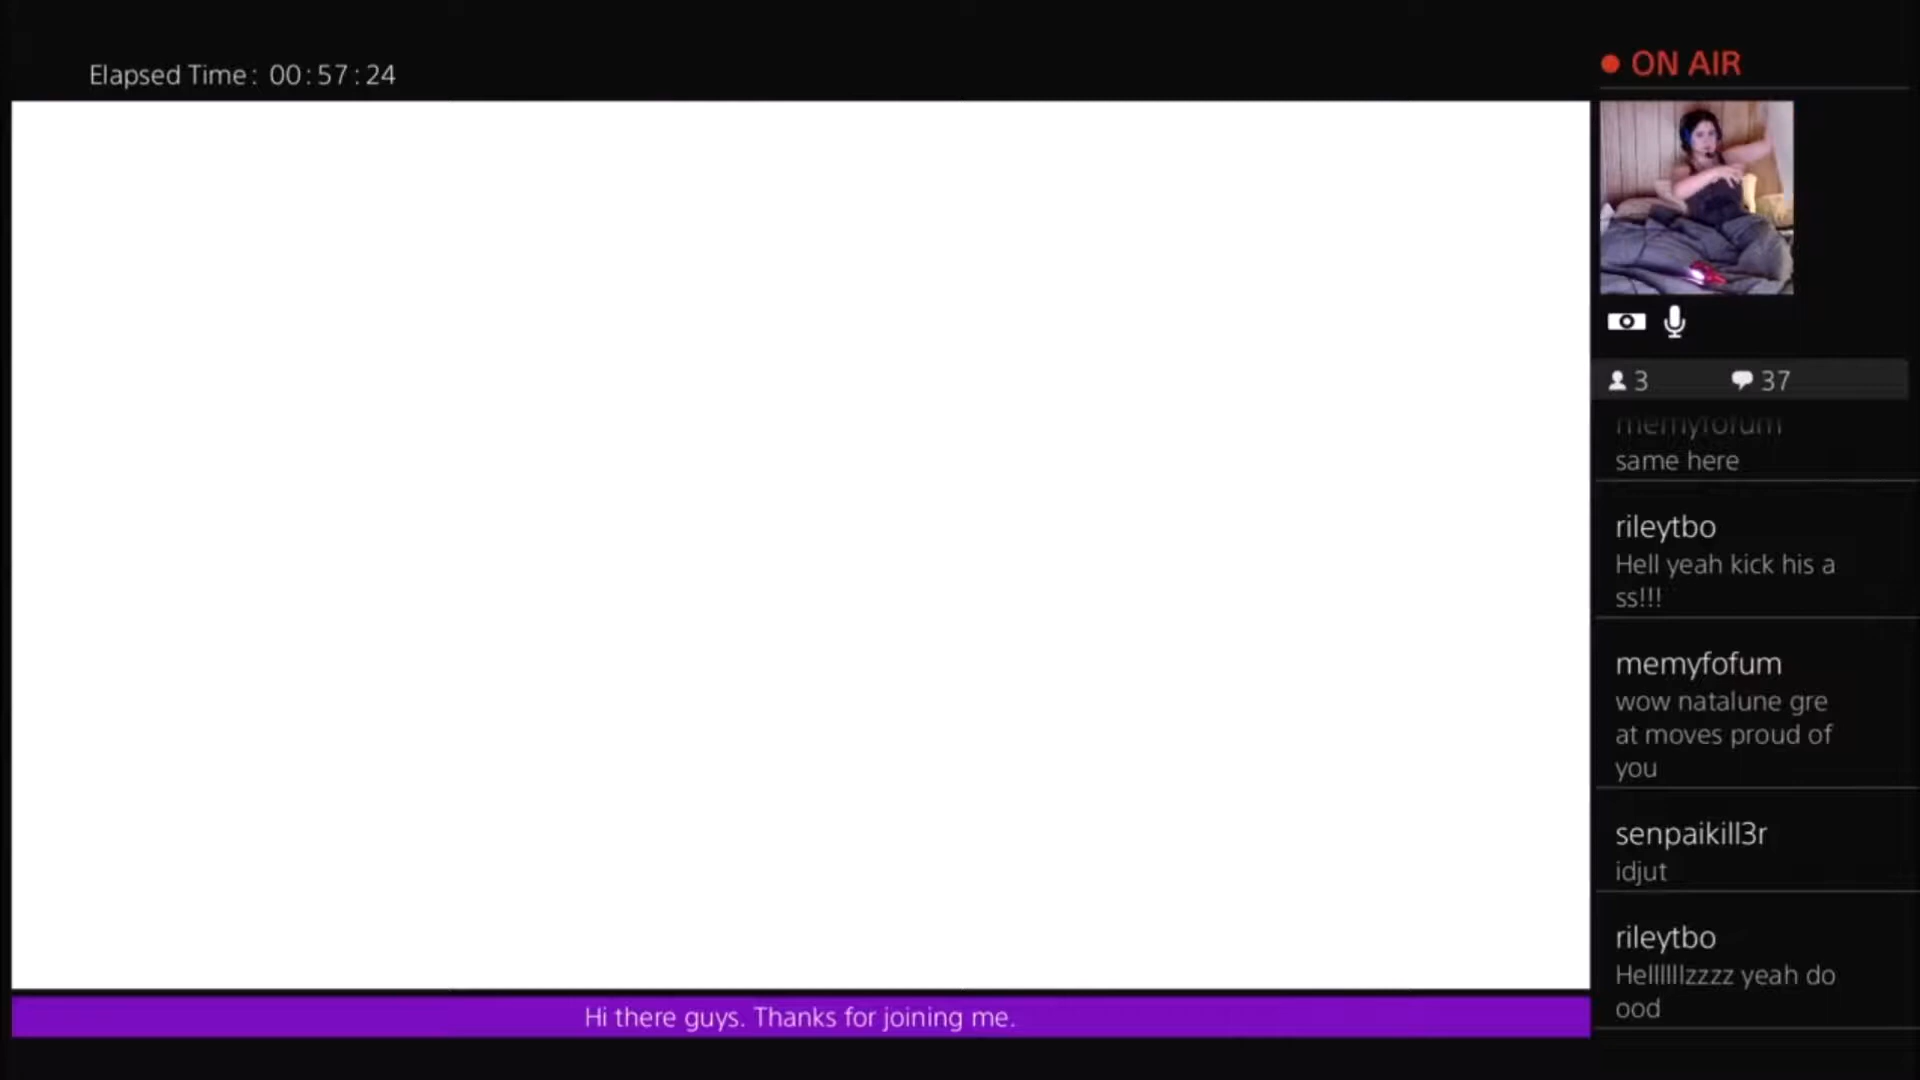 Elapsed Time: 00:57:24
ON AIR
3
37
memyfofum
same here
rileytbo
Hell yeah kick his a
ss!!!
memyfofum
wow natalune gre
at moves proud of
you
senpaikill3r
idjut
rileytbo
Hellllllzzzz yeah do
ood
Hi there guys. Thanks for joining me.